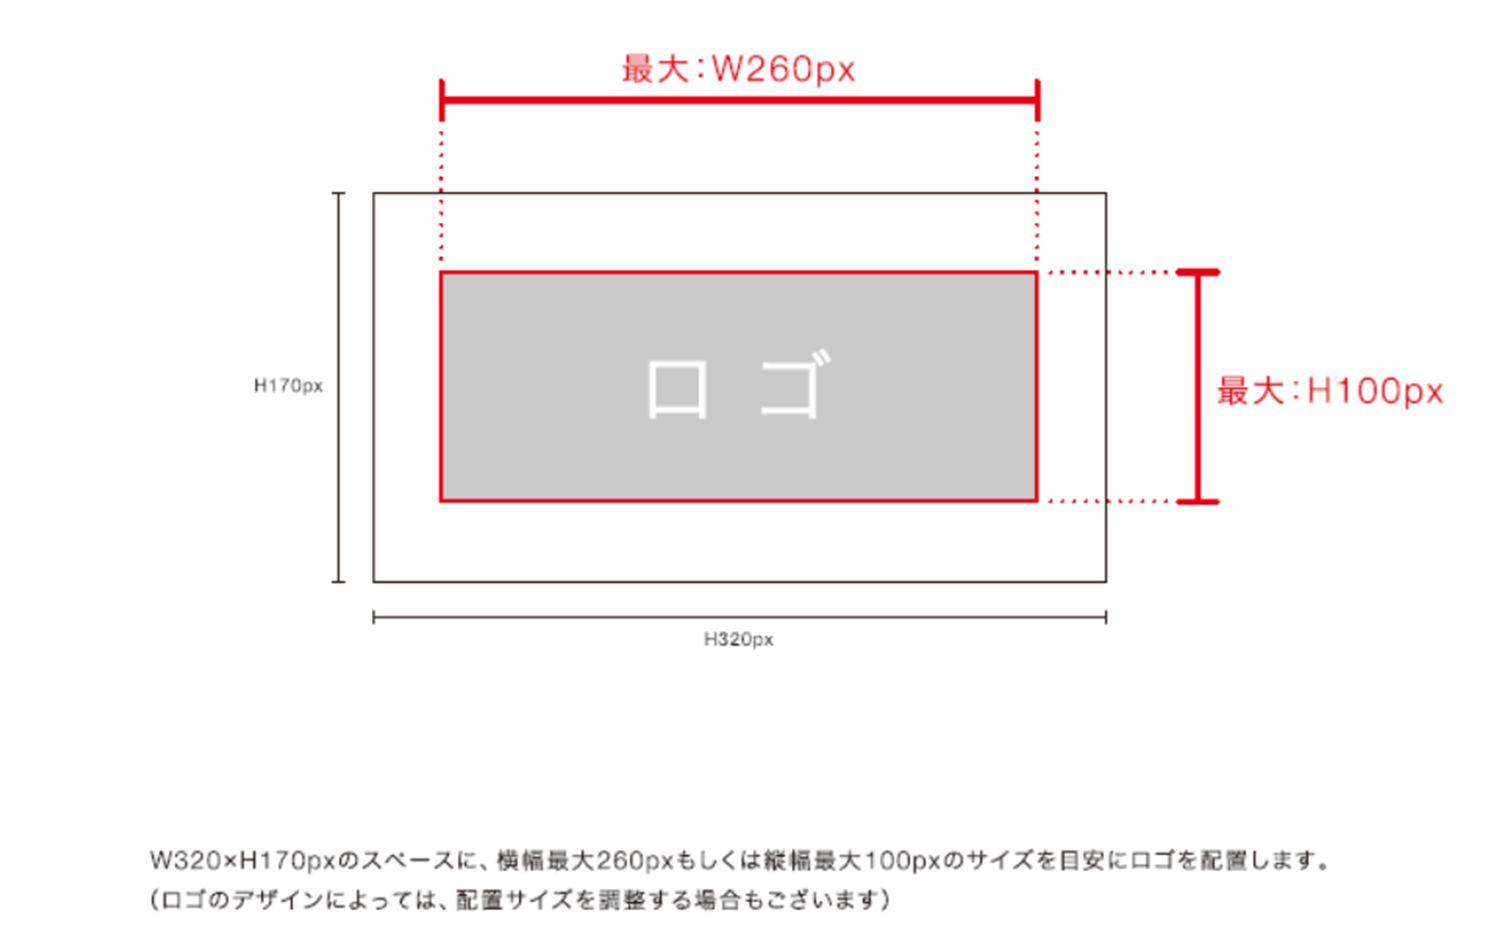 最大：W260px
ロゴ
H170px
最大：H100px
H320px
W320×H170pxのスペースに、横幅最大260pxもしくは縦幅最大100pxのサイズを目安にロゴを配置します。
（ロゴのデザインによっては、配置サイズを調整する場合もございます）